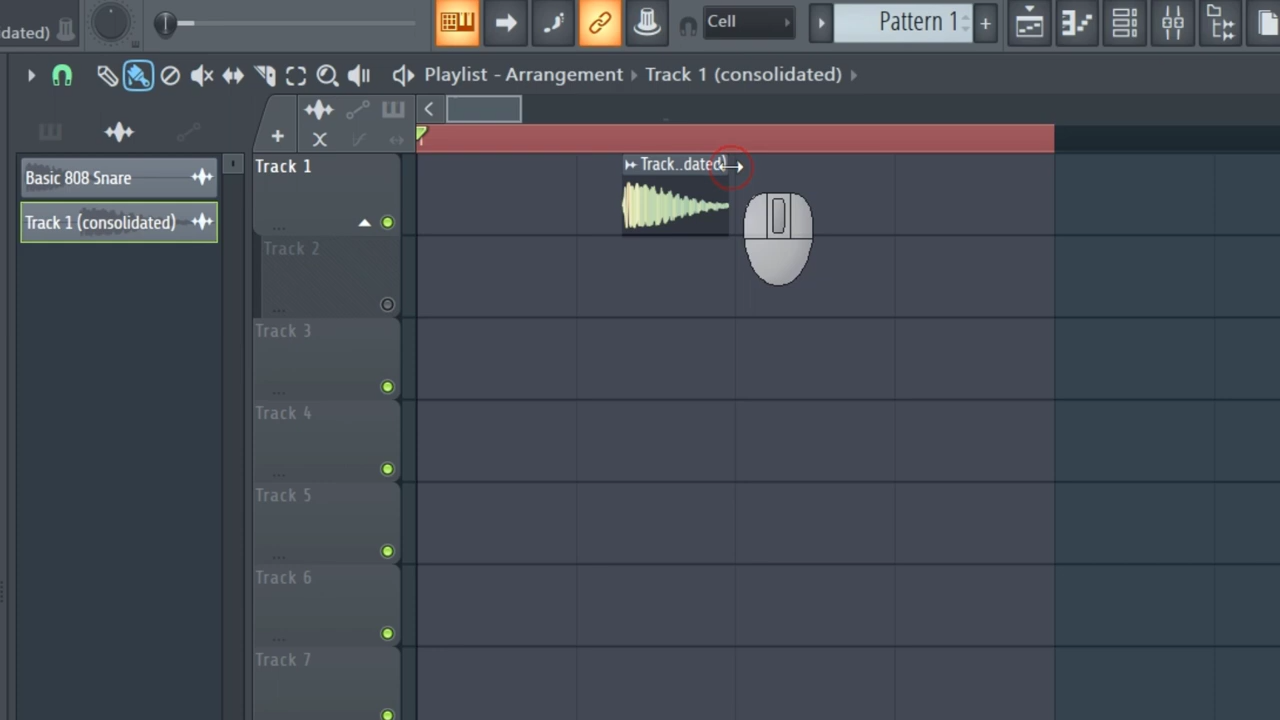 dated)
Cell
Pattern 1
+
Playlist - Arrangement
Track 1 (consolidated)
Basic 808 Snare
Track 1 (consolidated)
Track 1
Track..dated)
Track 2
Track 3
Track 4
Track 5
Track 6
Track 7